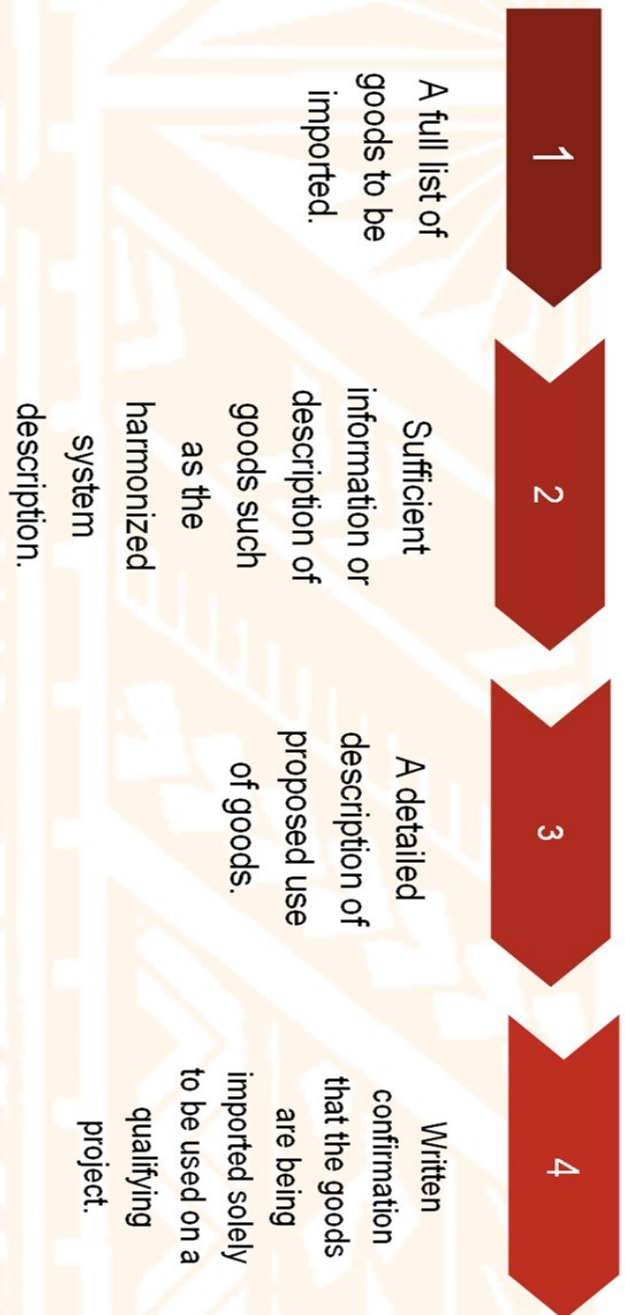 1
A full list of
goods to be
imported.
2
Sufficient
information or
description of
goods such
as the
harmonized
system
description.
3
A detailed
description of
proposed use
of goods.
4
Written
confirmation
that the goods
are being
imported solely
to be used on a
qualifying
project.